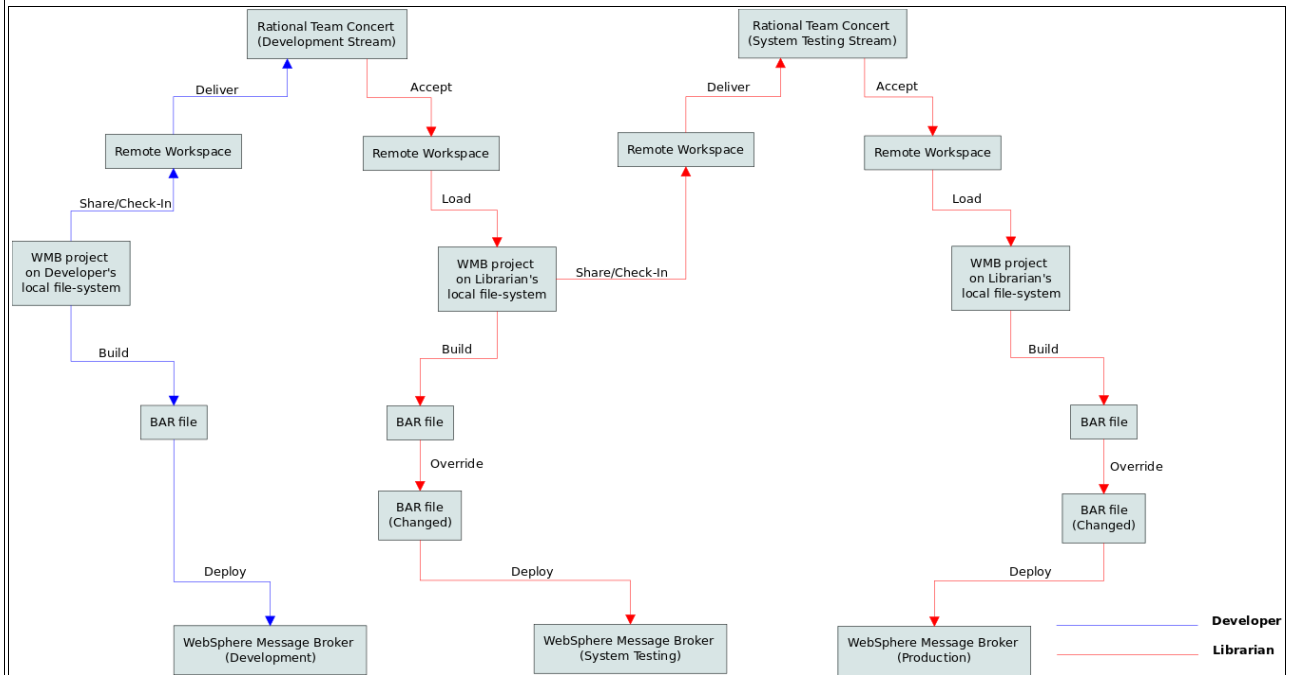 Rational Team Concert
(Development Stream)
Rational Team Concert
(System Testing Stream)
Deliver
Accept
Deliver
Accept
Remote Workspace
Remote Workspace
Remote Workspace
Remote Workspace
Share/Check-In
Load
Load
WMB project
on Developer's
local file-system
WMB project
on Librarian's
local file-system
Share/Check-In
WMB project
on Librarian's
local file-system
Build
Build
Build
BAR file
BAR file
BAR file
Override
Override
BAR file
(Changed)
BAR file
(Changed)
Deploy
Deploy
Deploy
WebSphere Message Broker
(Development)
WebSphere Message Broker
(System Testing)
WebSphere Message Broker
(Production)
Developer
Librarian